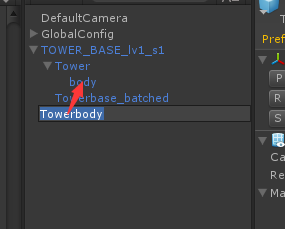 DefaultCamera
GlobalConfig
TOWER_BASE_lv1_s1
Tower
body
Towerbase_batched
Towerbody
Pref
P
R
S
Ca
Re
Ma